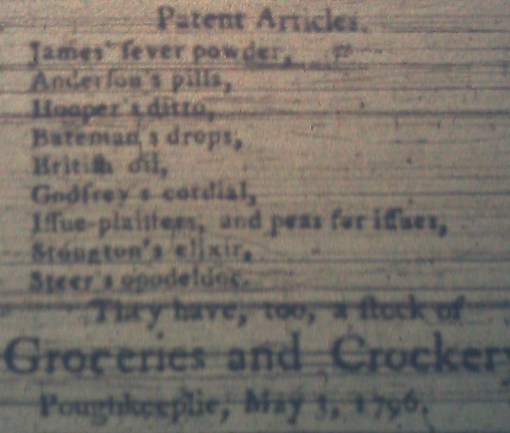 Patent Articles.
James' fever powder,
Anderſon's pills,
Hooper's ditto,
Bateman's drops,
Britiſh oil,
Godfrey's cordial,
Iſſue-plaiſters, and peas for iſſues,
Stoughton's elixir,
Steer's opodeldoc.
They have, too, a ſtock of
Groceries and Crockery
Poughkeepſie, May 3, 1796.